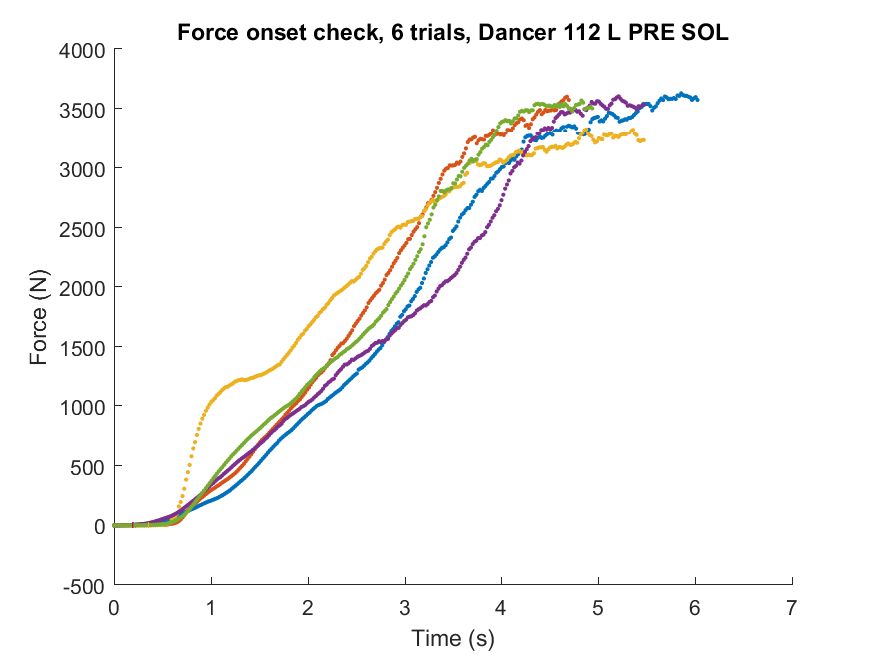 Force onset check, 6 trials, Dancer 112 L PRE SOL
4000
3500
3000
2500
2000
1500
1000
500
0
-500
Force (N)
0 1 2 3 4 5 6 7
Time (s)